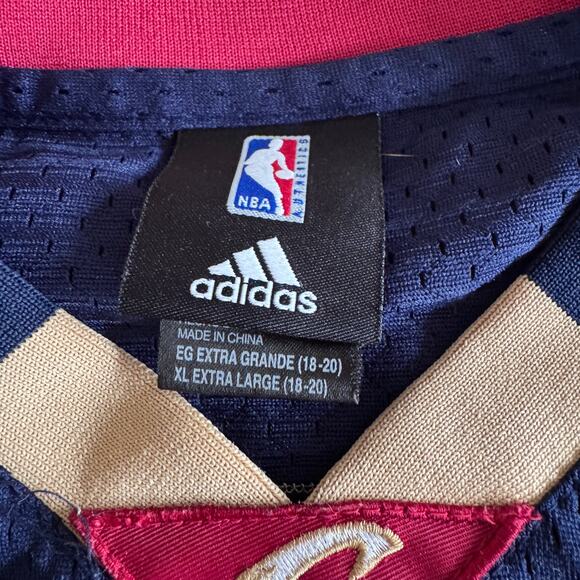 NBA
AUTHENTICS
adidas
MADE IN CHINA
EG EXTRA GRANDE (18-20)
XL EXTRA LARGE (18-20)